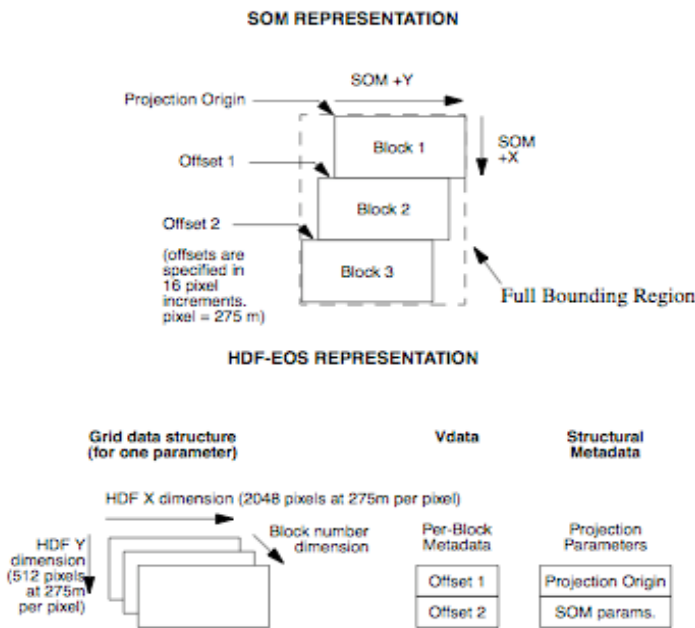 SOM REPRESENTATION
SOM +Y
Projection Origin
Block 1
SOM
+X
Offset 1
Block 2
Offset 2
(offsets are
specified in
16 pixel
increments.
pixel = 275 m)
Block 3
Full Bounding Region
HDF-EOS REPRESENTATION
Grid data structure
(for one parameter)
Vdata
Structural
Metadata
HDF X dimension (2048 pixels at 275m per pixel)
HDF Y
dimension
(512 pixels
at 275m
per pixel)
Block number
dimension
Per-Block
Metadata
Projection
Parameters
Offset 1
Projection Origin
Offset 2
SOM params.